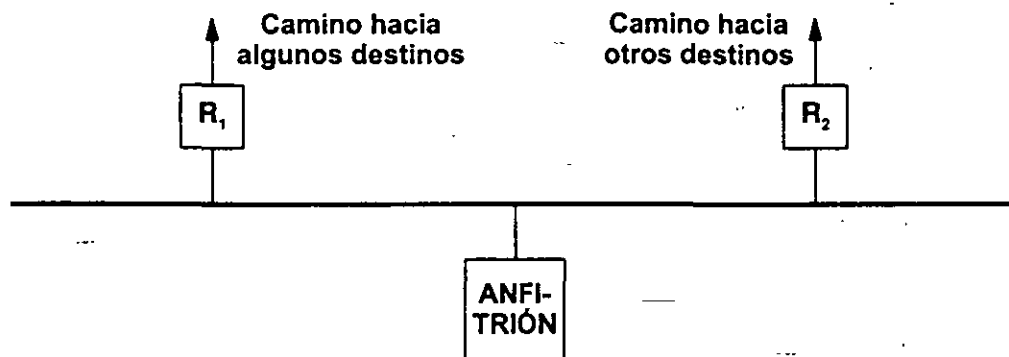 Camino hacia
algunos destinos
Camino hacia
otros destinos
R₁
R₂
ANFI-
TRIÓN